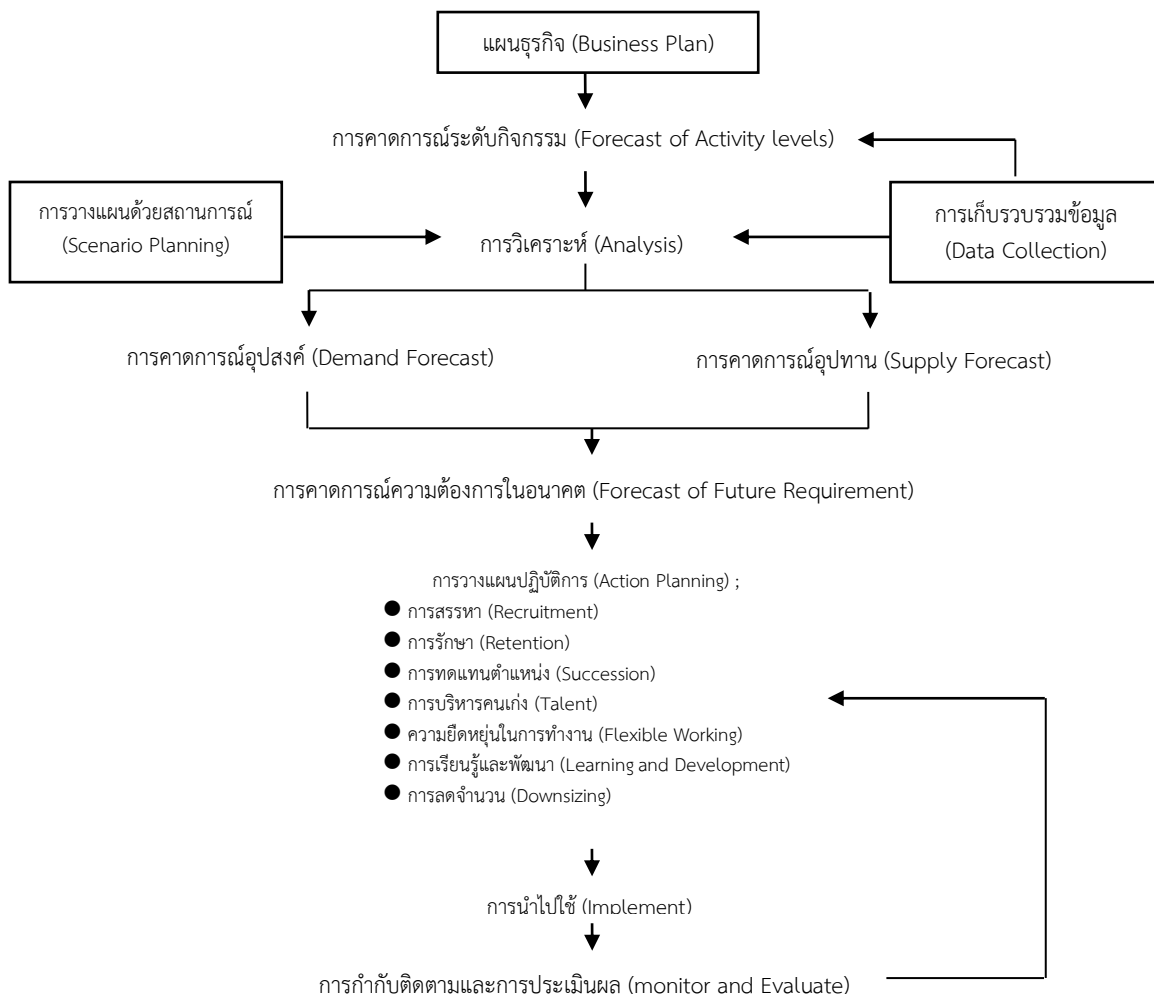 แผนธุรกิจ (Business Plan)
การคาดการณ์ระดับกิจกรรม (Forecast of Activity levels)
การวางแผนด้วยสถานการณ์
(Scenario Planning)
การวิเคราะห์ (Analysis)
การเก็บรวบรวมข้อมูล
(Data Collection)
การคาดการณ์อุปสงค์ (Demand Forecast)
การคาดการณ์อุปทาน (Supply Forecast)
การคาดการณ์ความต้องการในอนาคต (Forecast of Future Requirement)
การวางแผนปฏิบัติการ (Action Planning) ;
● การสรรหา (Recruitment)
● การรักษา (Retention)
● การทดแทนตำแหน่ง (Succession)
● การบริหารคนเก่ง (Talent)
● ความยืดหยุ่นในการทำงาน (Flexible Working)
● การเรียนรู้และพัฒนา (Learning and Development)
● การลดจำนวน (Downsizing)
การนำไปใช้ (Implement)
การกำกับติดตามและการประเมินผล (monitor and Evaluate)